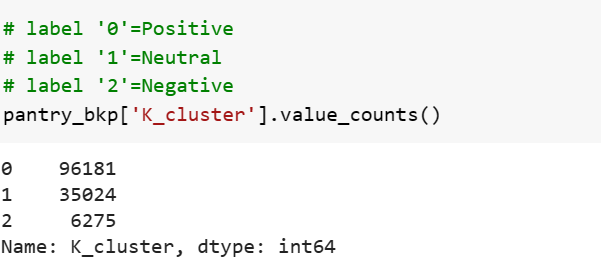 # label '0'=Positive
# label '1'=Neutral
# label '2'=Negative
pantry_bkp['K_cluster'].value_counts()
0    96181
1    35024
2     6275
Name: K_cluster, dtype: int64